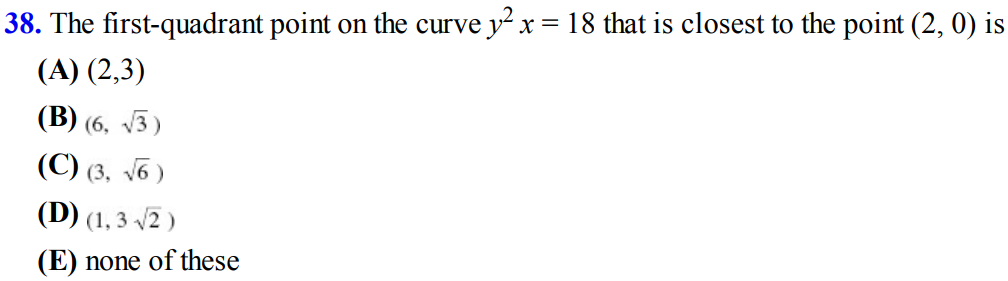 38. The first-quadrant point on the curve y² x = 18 that is closest to the point (2, 0) is
(A) (2,3)
(B) (6, √3 )
(C) (3, √6 )
(D) (1, 3 √2 )
(E) none of these